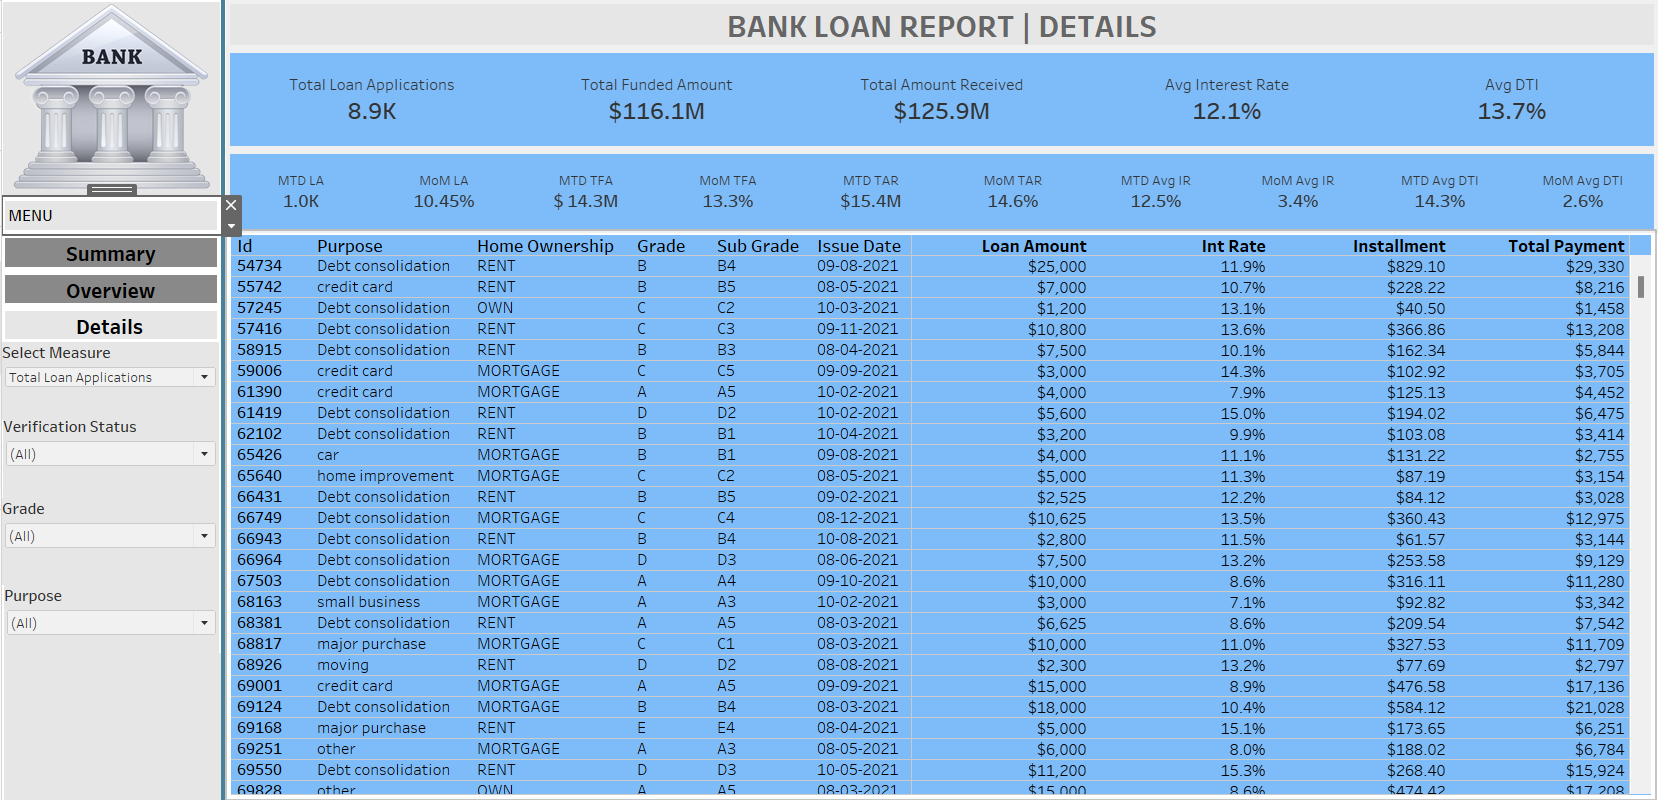 BANK
BANK LOAN REPORT | DETAILS
Total Loan Applications Total Funded Amount Total Amount Received Avg Interest Rate Avg DTI
8.9K $116.1M $125.9M 12.1% 13.7%
MTD LA MoM LA MTD TFA MoM TFA MTD TAR MoM TAR MTD Avg IR MoM Avg IR MTD Avg DTI MoM Avg DTI
1.0K 10.45% $ 14.3M 13.3% $15.4M 14.6% 12.5% 3.4% 14.3% 2.6%
MENU
Summary
Overview
Details
Select Measure
Total Loan Applications
Verification Status
(All)
Grade
(All)
Purpose
(All)
Id Purpose Home Ownership Grade Sub Grade Issue Date Loan Amount Int Rate Installment Total Payment
54734 Debt consolidation RENT B B4 09-08-2021 $25,000 11.9% $829.10 $29,330
55742 credit card RENT B B5 08-05-2021 $7,000 10.7% $228.22 $8,216
57245 Debt consolidation OWN C C2 10-03-2021 $1,200 13.1% $40.50 $1,458
57416 Debt consolidation RENT C C3 09-11-2021 $10,800 13.6% $366.86 $13,208
58915 Debt consolidation RENT B B3 08-04-2021 $7,500 10.1% $162.34 $5,844
59006 credit card MORTGAGE C C5 09-09-2021 $3,000 14.3% $102.92 $3,705
61390 credit card MORTGAGE A A5 10-02-2021 $4,000 7.9% $125.13 $4,452
61419 Debt consolidation RENT D D2 10-02-2021 $5,600 15.0% $194.02 $6,475
62102 Debt consolidation RENT B B1 10-04-2021 $3,200 9.9% $103.08 $3,414
65426 car MORTGAGE B B1 09-08-2021 $4,000 11.1% $131.22 $2,755
65640 home improvement MORTGAGE C C2 08-05-2021 $5,000 11.3% $87.19 $3,154
66431 Debt consolidation RENT B B5 09-02-2021 $2,525 12.2% $84.12 $3,028
66749 Debt consolidation MORTGAGE C C4 08-12-2021 $10,625 13.5% $360.43 $12,975
66943 Debt consolidation RENT B B4 10-08-2021 $2,800 11.5% $61.57 $3,144
66964 Debt consolidation MORTGAGE D D3 08-06-2021 $7,500 13.2% $253.58 $9,129
67503 Debt consolidation MORTGAGE A A4 09-10-2021 $10,000 8.6% $316.11 $11,280
68163 small business MORTGAGE A A3 10-02-2021 $3,000 7.1% $92.82 $3,342
68381 Debt consolidation RENT A A5 08-03-2021 $6,625 8.6% $209.54 $7,542
68817 major purchase MORTGAGE C C1 08-03-2021 $10,000 11.0% $327.53 $11,709
68926 moving RENT D D2 08-08-2021 $2,300 13.2% $77.69 $2,797
69001 credit card MORTGAGE A A5 09-09-2021 $15,000 8.9% $476.58 $17,136
69124 Debt consolidation MORTGAGE B B4 08-03-2021 $18,000 10.4% $584.12 $21,028
69168 major purchase RENT E E4 08-04-2021 $5,000 15.1% $173.65 $6,251
69251 other MORTGAGE A A3 08-05-2021 $6,000 8.0% $188.02 $6,784
69550 Debt consolidation RENT D D3 10-05-2021 $11,200 15.3% $268.40 $15,924
69828 other OWN A A5 08-03-2021 $15,000 8.6% $474.42 $17,208